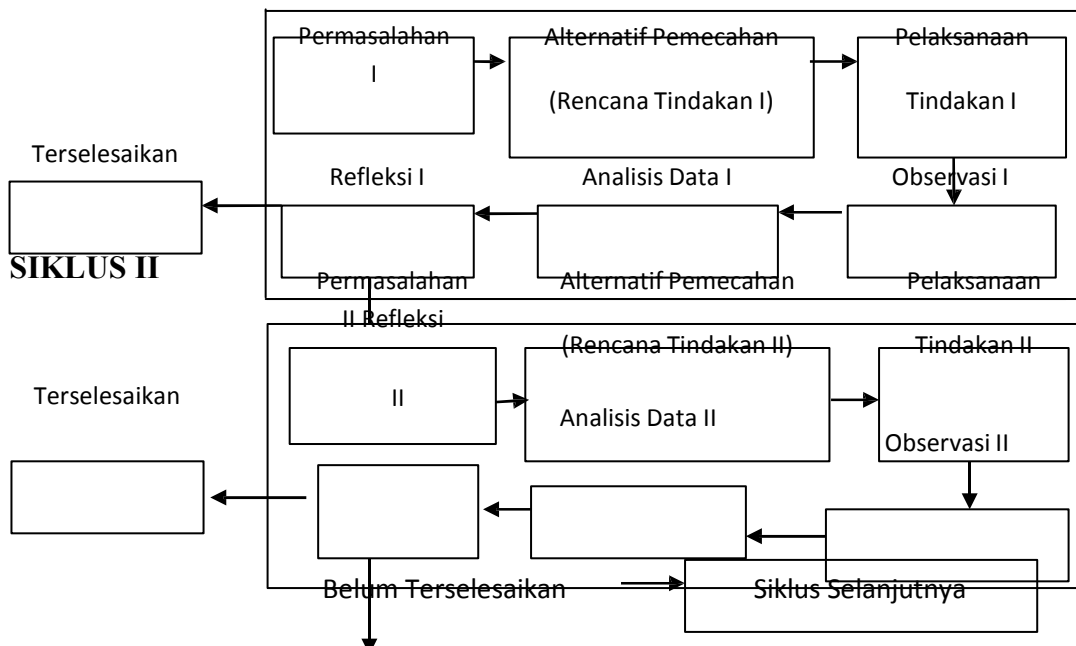 Permasalahan Alternatif Pemecahan Pelaksanaan
I (Rencana Tindakan I) Tindakan I
Terselesaikan
Refleksi I Analisis Data I Observasi I
SIKLUS II
Permasalahan Alternatif Pemecahan Pelaksanaan
II Refleksi
(Rencana Tindakan II) Tindakan II
Terselesaikan
II Analisis Data II
Observasi II
Belum Terselesaikan Siklus Selanjutnya